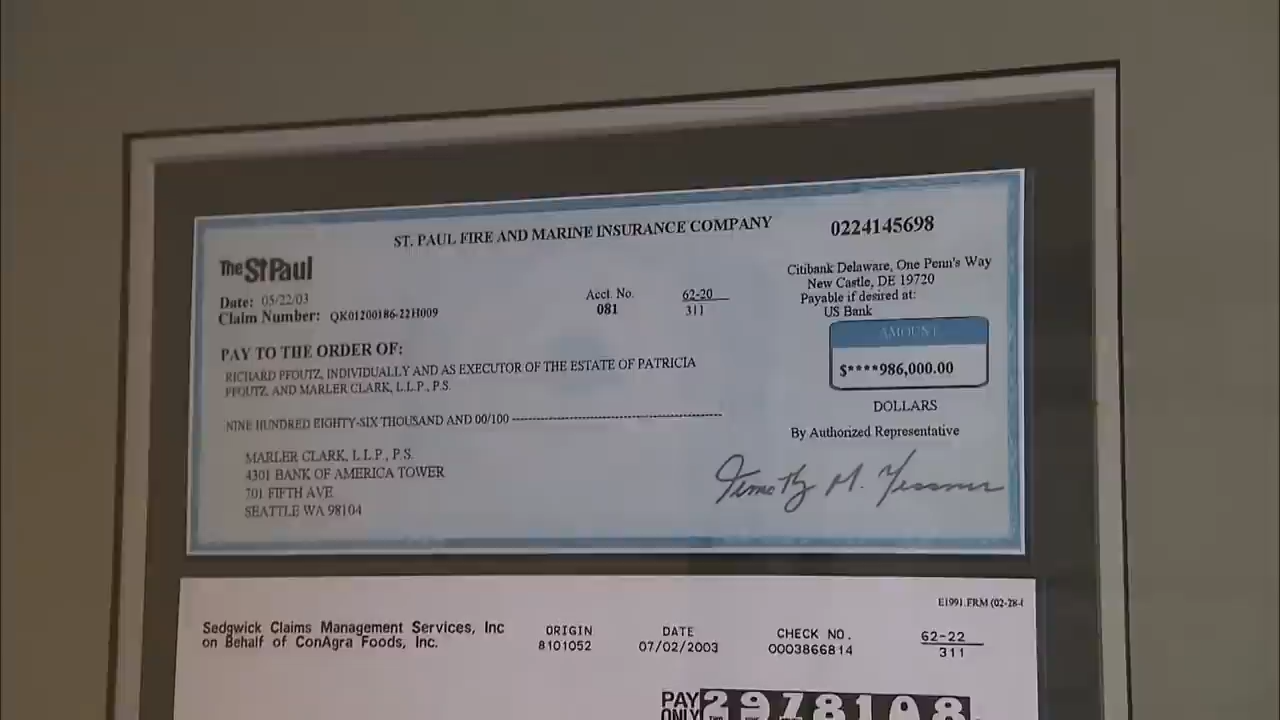 ST. PAUL FIRE AND MARINE INSURANCE COMPANY
0224145698
The St Paul
Date: 05/22/03
Claim Number: QK01200186-22H009
Acct. No.
081
62-20
311
Citibank Delaware, One Penn's Way
New Castle, DE 19720
Payable if desired at:
US Bank
PAY TO THE ORDER OF:
RICHARD PFOUTZ, INDIVIDUALLY AND AS EXECUTOR OF THE ESTATE OF PATRICIA
PFOUTZ AND MARLER CLARK, L.L.P., P.S.
AMOUNT
$****986,000.00
NINE HUNDRED EIGHTY-SIX THOUSAND AND 00/100 --------------------
DOLLARS
By Authorized Representative
MARLER CLARK, L.L.P., P.S.
4301 BANK OF AMERICA TOWER
701 FIFTH AVE
SEATTLE WA 98104
Timothy M.
E1991.FRM (02-28-
Sedgwick Claims Management Services, Inc
on Behalf of ConAgra Foods, Inc.
ORIGIN
8101052
DATE
07/02/2003
CHECK NO.
0003866814
62-22
311
PAY
ONLY
2978108